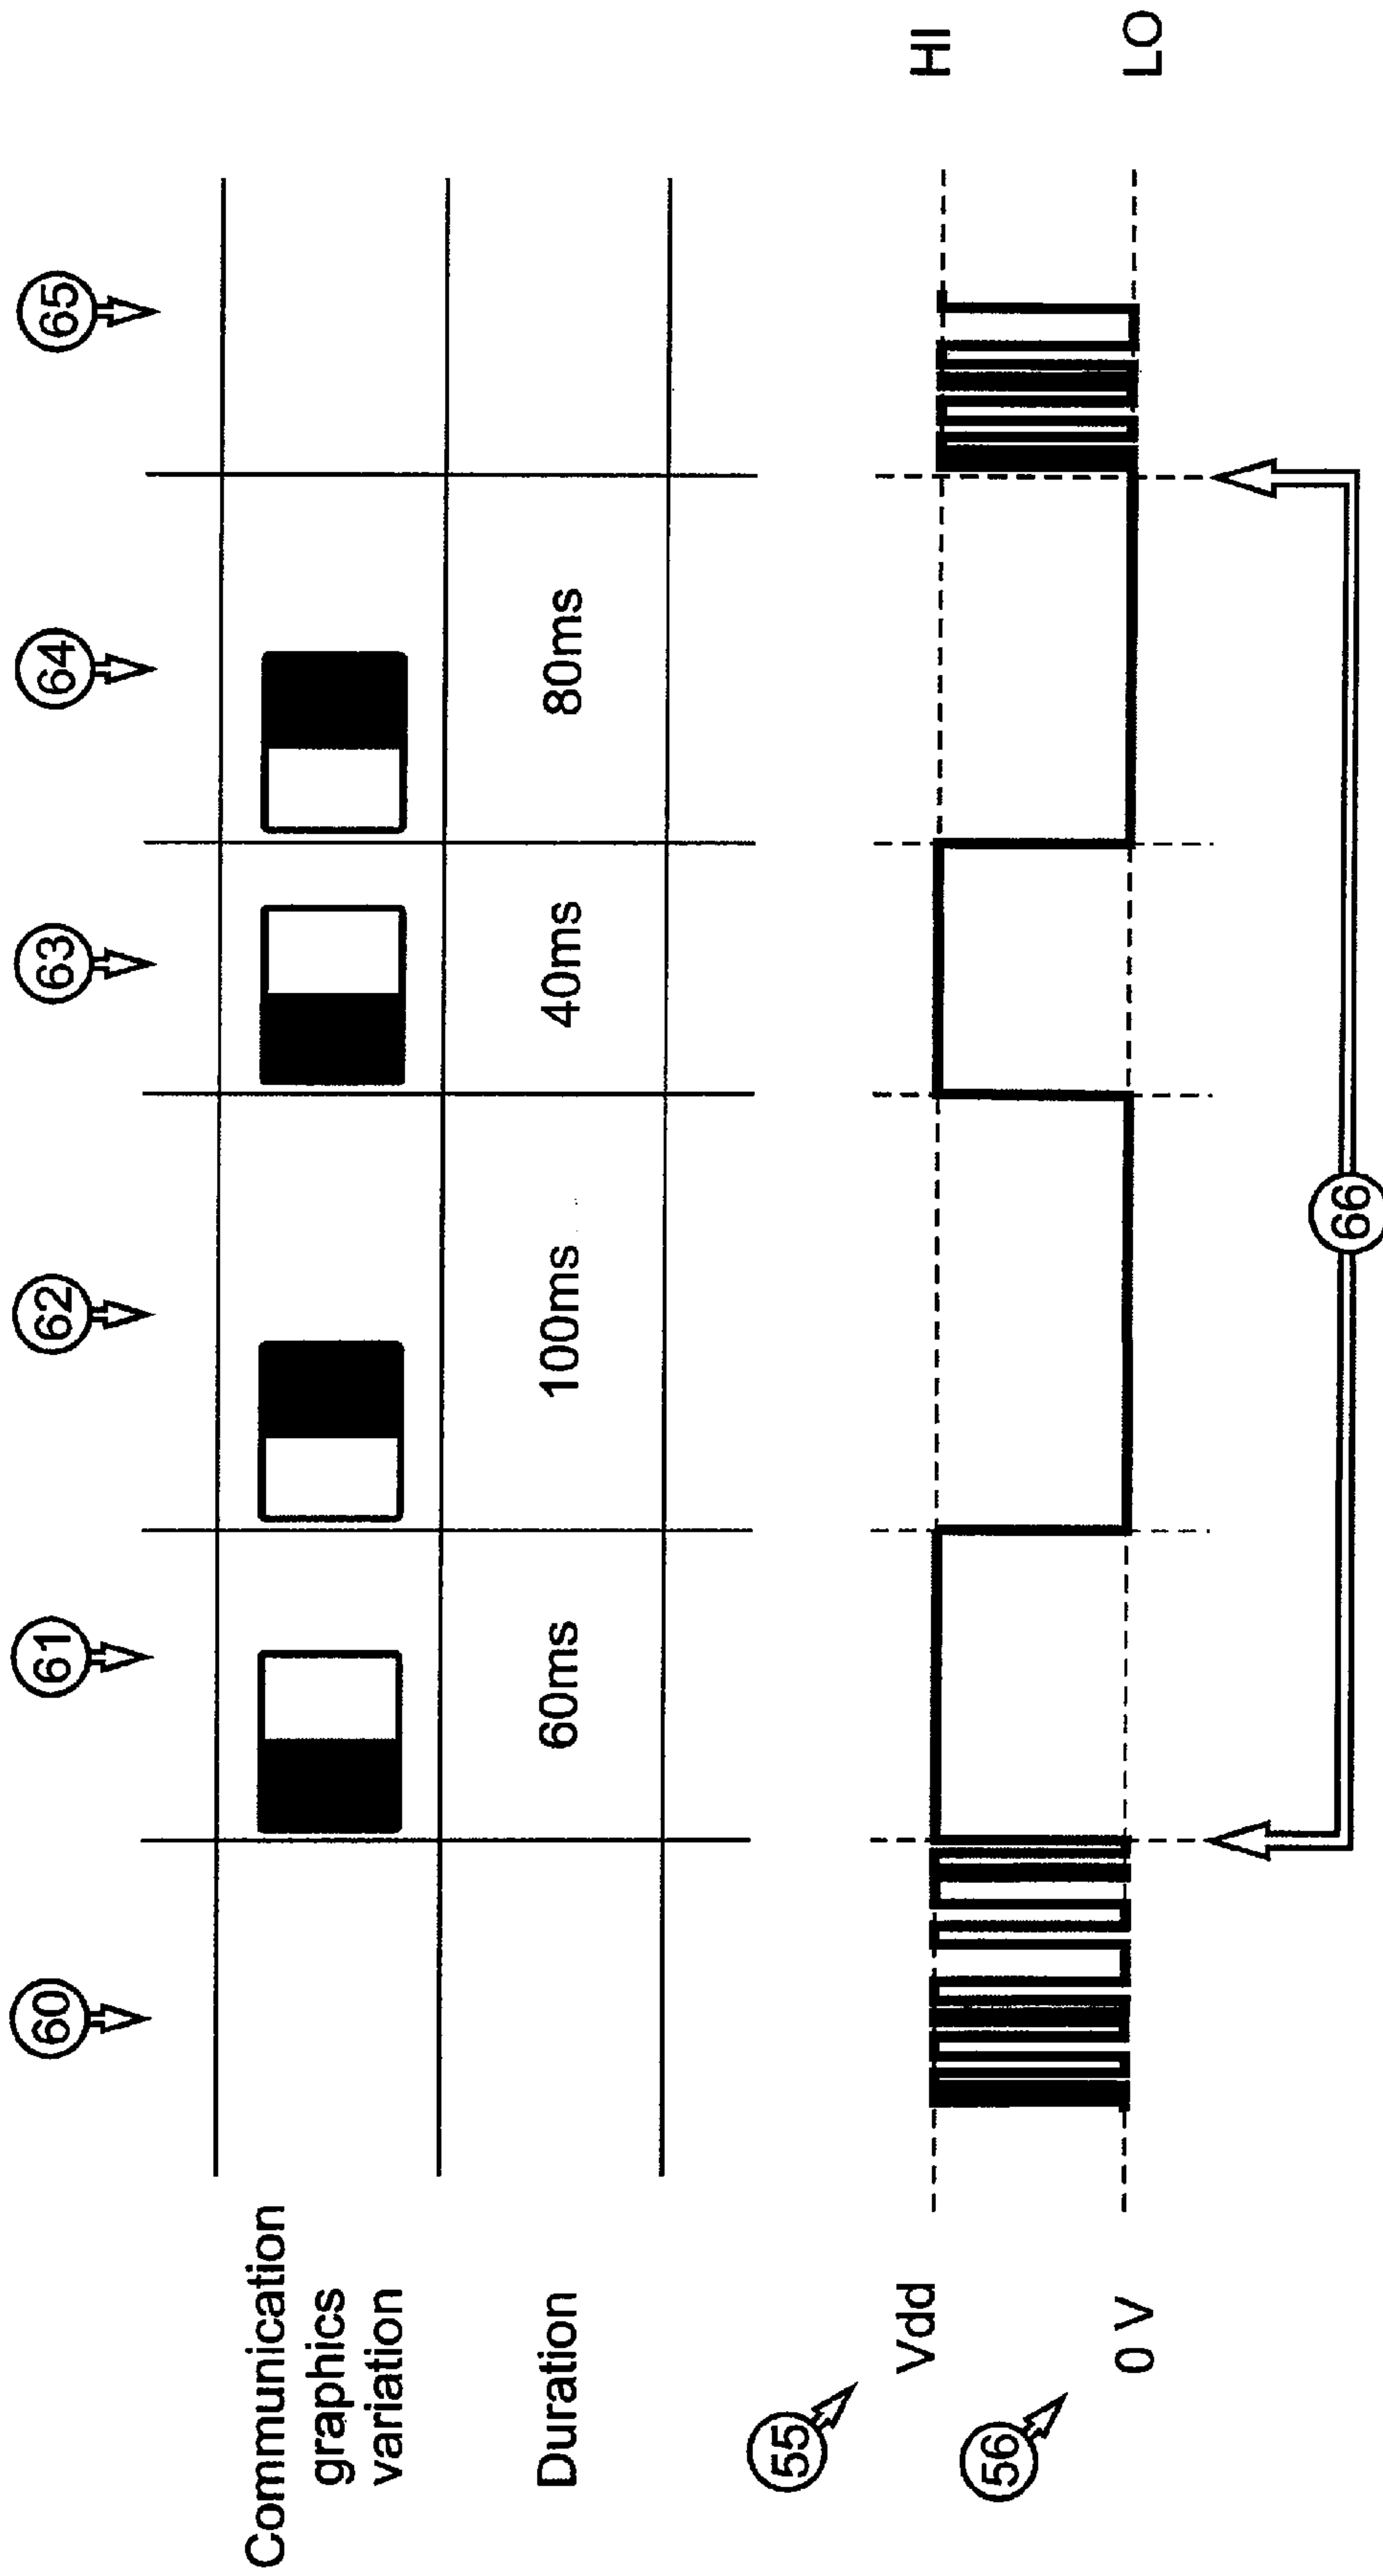 60 61 62 63 64 65
Communication
graphics
variation
Duration 60ms 100ms 40ms 80ms
55
Vdd HI
56
0 V LO
66